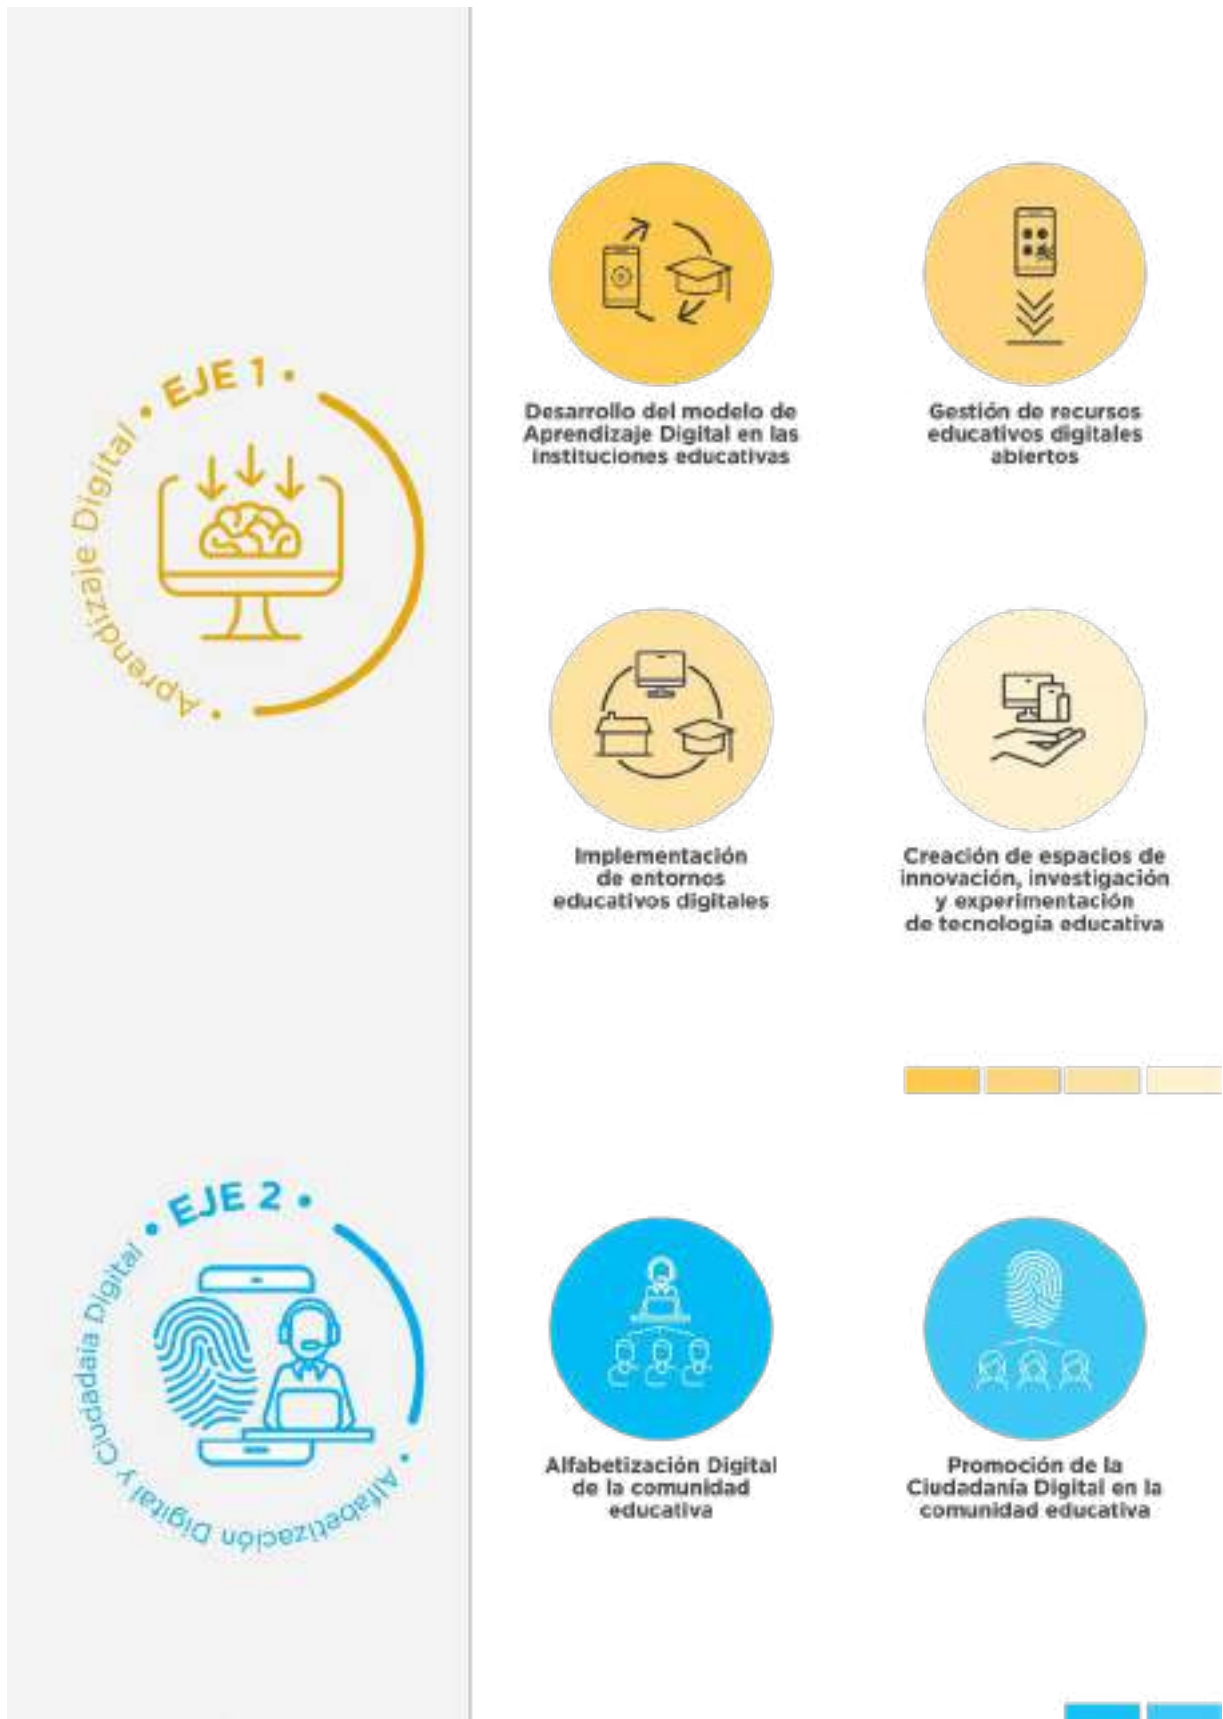 • EJE 1 •
• Aprendizaje Digital
Desarrollo del modelo de
Aprendizaje Digital en las
instituciones educativas
Gestión de recursos
educativos digitales
abiertos
Implementación
de entornos
educativos digitales
Creación de espacios de
innovación, investigación
y experimentación
de tecnología educativa
• EJE 2 •
• Alfabetización Digital y Ciudadaía Digital
Alfabetización Digital
de la comunidad
educativa
Promoción de la
Ciudadanía Digital en la
comunidad educativa